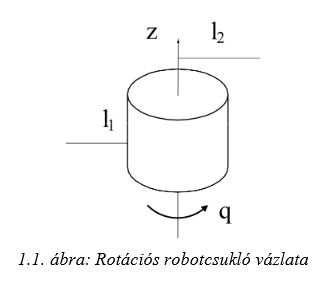 z
l₂
l₁
q
1.1. ábra: Rotációs robotcsukló vázlata